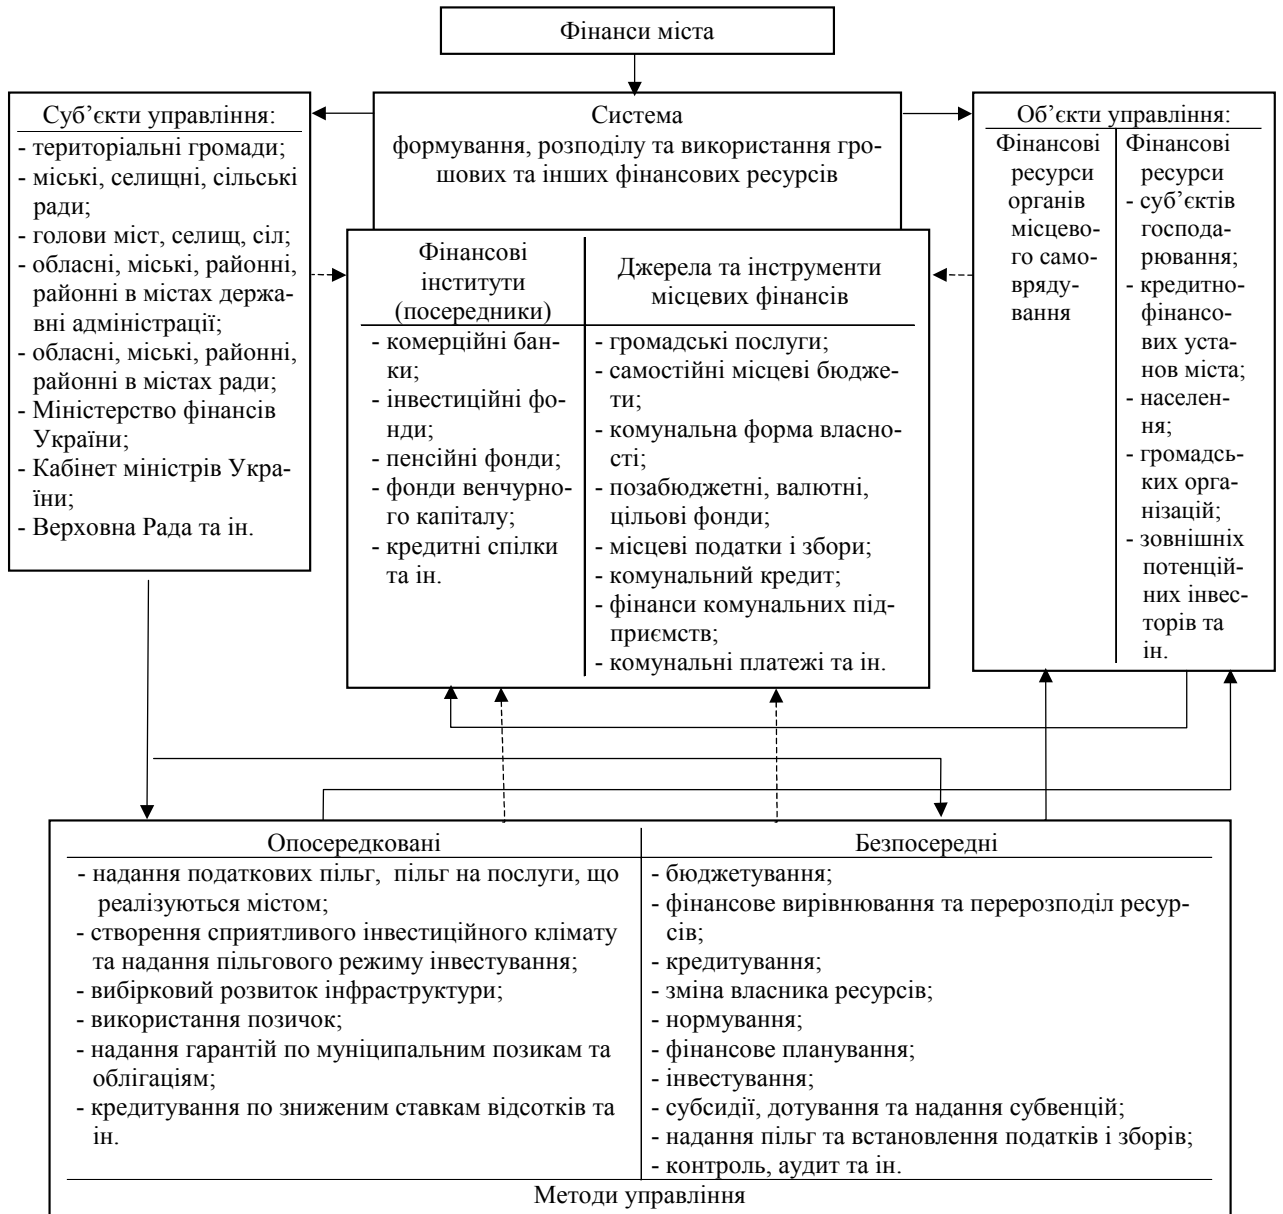 Фінанси міста
Суб’єкти управління:
- територіальні громади;
- міські, селищні, сільські
ради;
- голови міст, селищ, сіл;
- обласні, міські, районні,
районні в містах держа-
вні адміністрації;
- обласні, міські, районні,
районні в містах ради;
- Міністерство фінансів
України;
- Кабінет міністрів Укра-
їни;
- Верховна Рада та ін.
Система
формування, розподілу та використання гро-
шових та інших фінансових ресурсів
Фінансові
інститути
(посередники)
- комерційні бан-
ки;
- інвестиційні фо-
нди;
- пенсійні фонди;
- фонди венчурно-
го капіталу;
- кредитні спілки
та ін.
Джерела та інструменти
місцевих фінансів
- громадські послуги;
- самостійні місцеві бюдже-
ти;
- комунальна форма власно-
сті;
- позабюджетні, валютні,
цільові фонди;
- місцеві податки і збори;
- комунальний кредит;
- фінанси комунальних під-
приємств;
- комунальні платежі та ін.
Об’єкти управління:
Фінансові
ресурси
органів
місцево-
го само-
вряду-
вання
Фінансові
ресурси
- суб’єктів
господа-
рювання;
- кредитно-
фінансо-
вих уста-
нов міста;
- населен-
ня;
- громадсь-
ких орга-
нізацій;
- зовнішніх
потенцій-
них інвес-
торів та
ін.
Опосередковані
- надання податкових пільг, пільг на послуги, що
реалізуються містом;
- створення сприятливого інвестиційного клімату
та надання пільгового режиму інвестування;
- вибірковий розвиток інфраструктури;
- використання позичок;
- надання гарантій по муніципальним позикам та
облігаціям;
- кредитування по зниженим ставкам відсотків та
ін.
Безпосередні
- бюджетування;
- фінансове вирівнювання та перерозподіл ресур-
сів;
- кредитування;
- зміна власника ресурсів;
- нормування;
- фінансове планування;
- інвестування;
- субсидії, дотування та надання субвенцій;
- надання пільг та встановлення податків і зборів;
- контроль, аудит та ін.
Методи управління